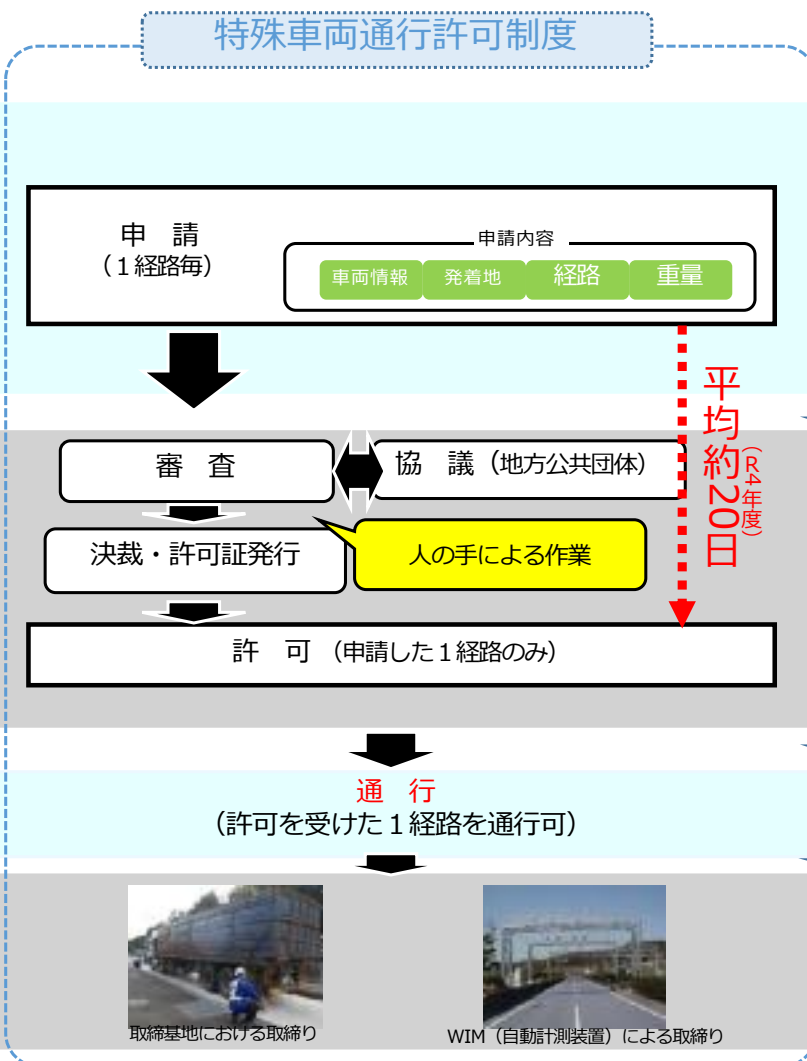 特殊車両通行許可制度
申　請
（１経路毎）
申請内容
車両情報
発着地
経路
重量
平均約20日
（R4年度）
審　査
協　議（地方公共団体）
決裁・許可証発行
人の手による作業
許　可　（申請した１経路のみ）
通　行
（許可を受けた１経路を通行可）
取締基地における取締り
WIM（自動計測装置）による取締り